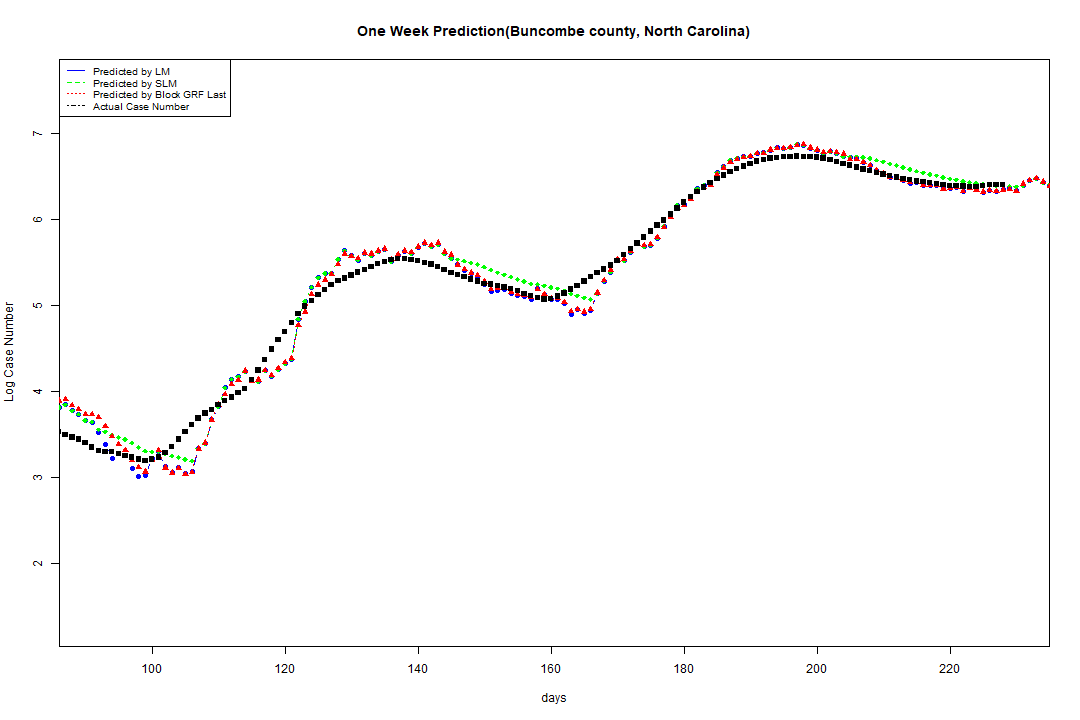 One Week Prediction(Buncombe county, North Carolina)
Predicted by LM
Predicted by SLM
Predicted by Block GRF Last
Actual Case Number
7
6
5
4
3
2
Log Case Number
100 120 140 160 180 200 220
days